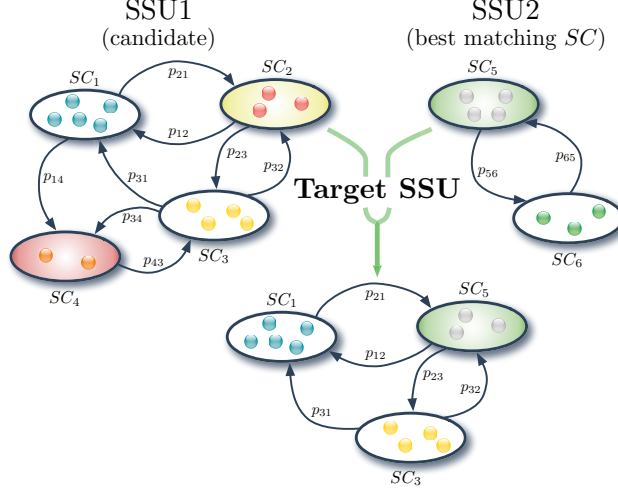 SSU1
(candidate)
SSU2
(best matching SC)
SC₁
p₂₁
SC₂
SC₅
p₁₂
p₂₃
p₃₂
p₁₄
p₃₁
p₃₄
p₄₃
SC₃
SC₄
p₅₆
p₆₅
SC₆
Target SSU
SC₁
p₂₁
SC₅
p₁₂
p₂₃
p₃₂
p₃₁
SC₃